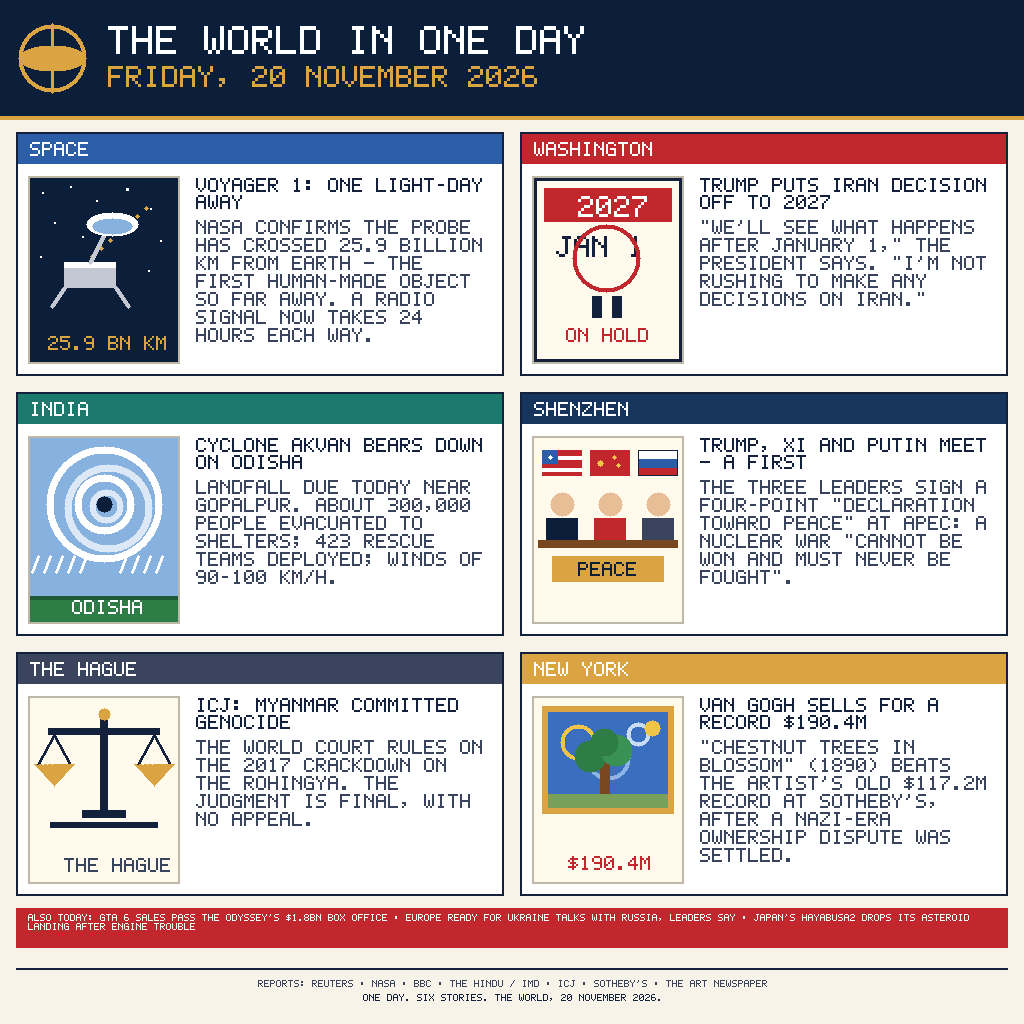 THE WORLD IN ONE DAY
FRIDAY, 20 NOVEMBER 2026
SPACE
VOYAGER 1: ONE LIGHT-DAY
AWAY
NASA CONFIRMS THE PROBE
HAS CROSSED 25.9 BILLION
KM FROM EARTH - THE
FIRST HUMAN-MADE OBJECT
SO FAR AWAY. A RADIO
SIGNAL NOW TAKES 24
HOURS EACH WAY.
25.9 BN KM
WASHINGTON
2027
JAN 1
ON HOLD
TRUMP PUTS IRAN DECISION
OFF TO 2027
"WE'LL SEE WHAT HAPPENS
AFTER JANUARY 1," THE
PRESIDENT SAYS. "I'M NOT
RUSHING TO MAKE ANY
DECISIONS ON IRAN."
INDIA
CYCLONE AKVAN BEARS DOWN
ON ODISHA
LANDFALL DUE TODAY NEAR
GOPALPUR. ABOUT 300,000
PEOPLE EVACUATED TO
SHELTERS; 423 RESCUE
TEAMS DEPLOYED; WINDS OF
90-100 KM/H.
ODISHA
SHENZHEN
TRUMP, XI AND PUTIN MEET
- A FIRST
THE THREE LEADERS SIGN A
FOUR-POINT "DECLARATION
TOWARD PEACE" AT APEC: A
NUCLEAR WAR "CANNOT BE
WON AND MUST NEVER BE
FOUGHT".
PEACE
THE HAGUE
ICJ: MYANMAR COMMITTED
GENOCIDE
THE WORLD COURT RULES ON
THE 2017 CRACKDOWN ON
THE ROHINGYA. THE
JUDGMENT IS FINAL, WITH
NO APPEAL.
THE HAGUE
NEW YORK
VAN GOGH SELLS FOR A
RECORD $190.4M
"CHESTNUT TREES IN
BLOSSOM" (1890) BEATS
THE ARTIST'S OLD $117.2M
RECORD AT SOTHEBY'S,
AFTER A NAZI-ERA
OWNERSHIP DISPUTE WAS
SETTLED.
$190.4M
ALSO TODAY: GTA 6 SALES PASS THE ODYSSEY'S $1.8BN BOX OFFICE • EUROPE READY FOR UKRAINE TALKS WITH RUSSIA, LEADERS SAY • JAPAN'S HAYABUSA2 DROPS ITS ASTEROID
LANDING AFTER ENGINE TROUBLE
REPORTS: REUTERS • NASA • BBC • THE HINDU / IMD • ICJ • SOTHEBY'S • THE ART NEWSPAPER
ONE DAY. SIX STORIES. THE WORLD, 20 NOVEMBER 2026.